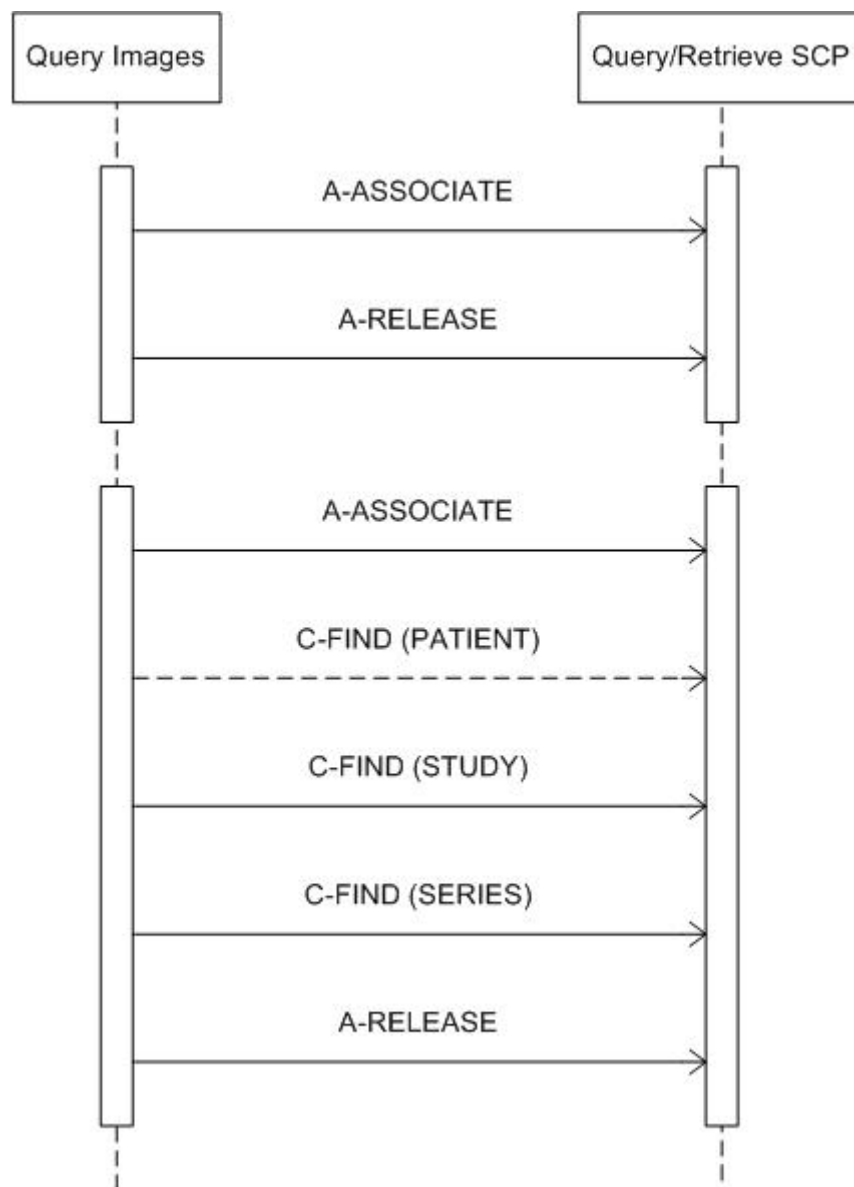 Query Images
Query/Retrieve SCP
A-ASSOCIATE
A-RELEASE
A-ASSOCIATE
C-FIND (PATIENT)
C-FIND (STUDY)
C-FIND (SERIES)
A-RELEASE